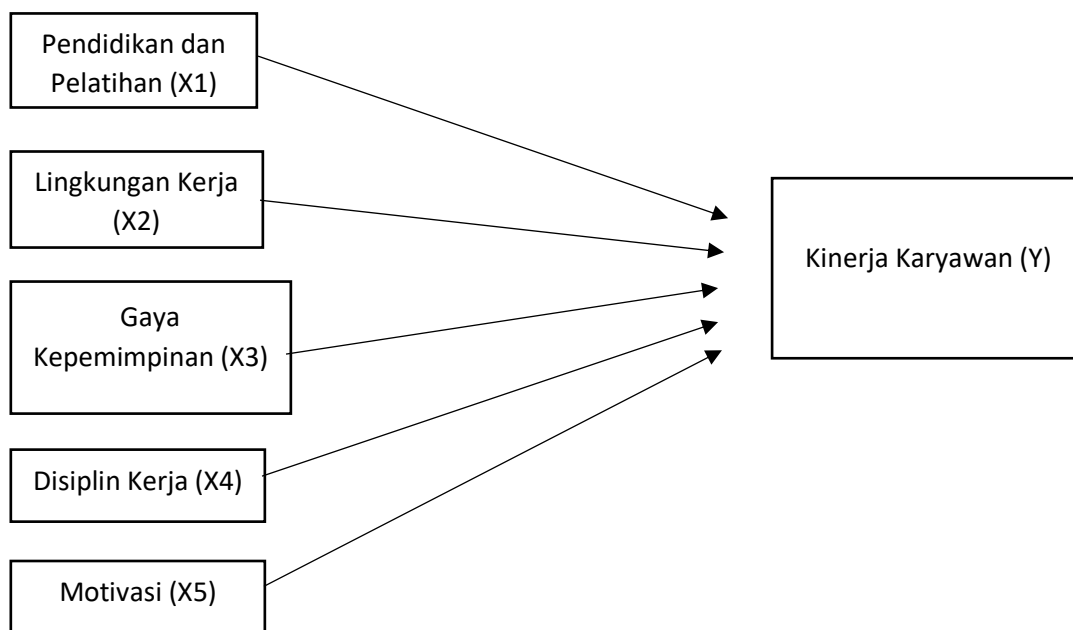 Pendidikan dan
Pelatihan (X1)
Lingkungan Kerja
(X2)
Gaya
Kepemimpinan (X3)
Disiplin Kerja (X4)
Motivasi (X5)
Kinerja Karyawan (Y)